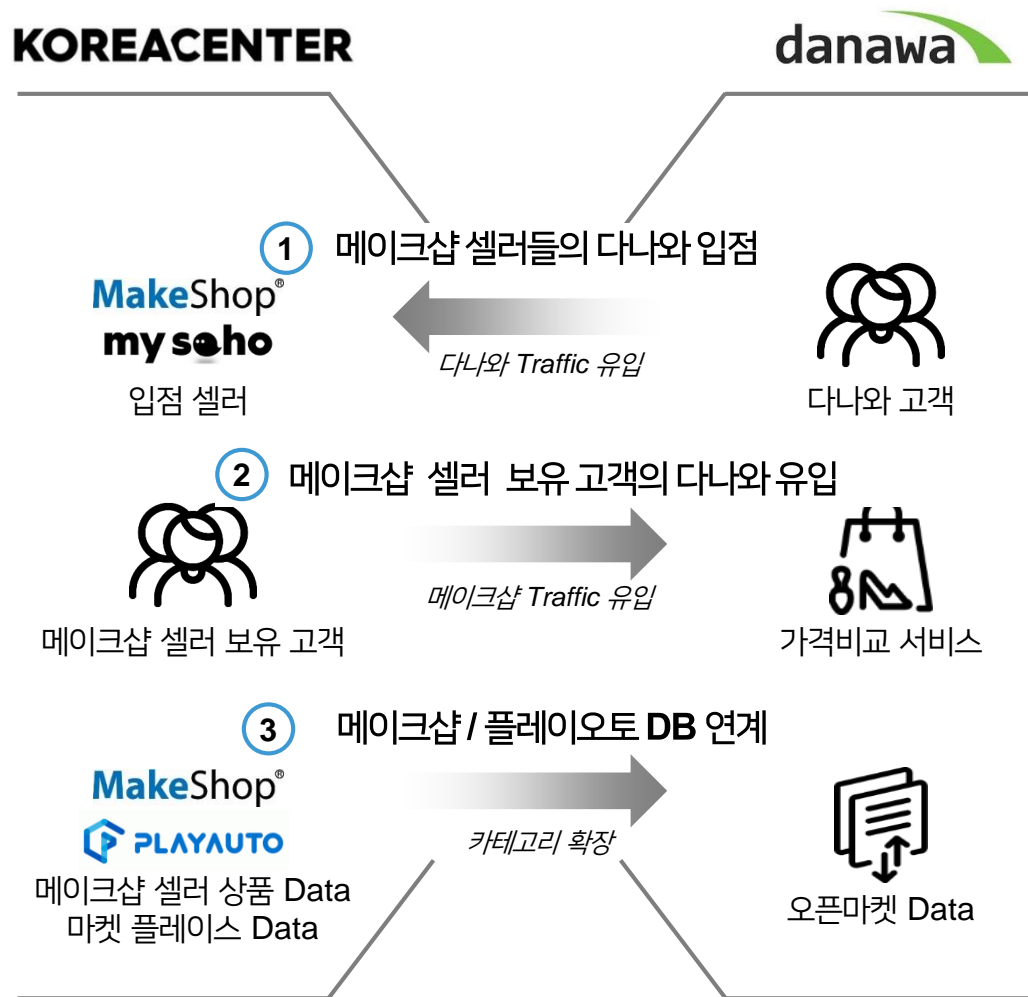 KOREACENTER
danawa
1 메이크샵 셀러들의 다나와 입점
MakeShop®
my soho
입점 셀러
다나와 Traffic 유입
다나와 고객
2 메이크샵 셀러 보유 고객의 다나와 유입
메이크샵 Traffic 유입
메이크샵 셀러 보유 고객
가격비교 서비스
3 메이크샵 / 플레이오토 DB 연계
MakeShop®
PLAYAUTO
카테고리 확장
메이크샵 셀러 상품 Data
마켓 플레이스 Data
오픈마켓 Data